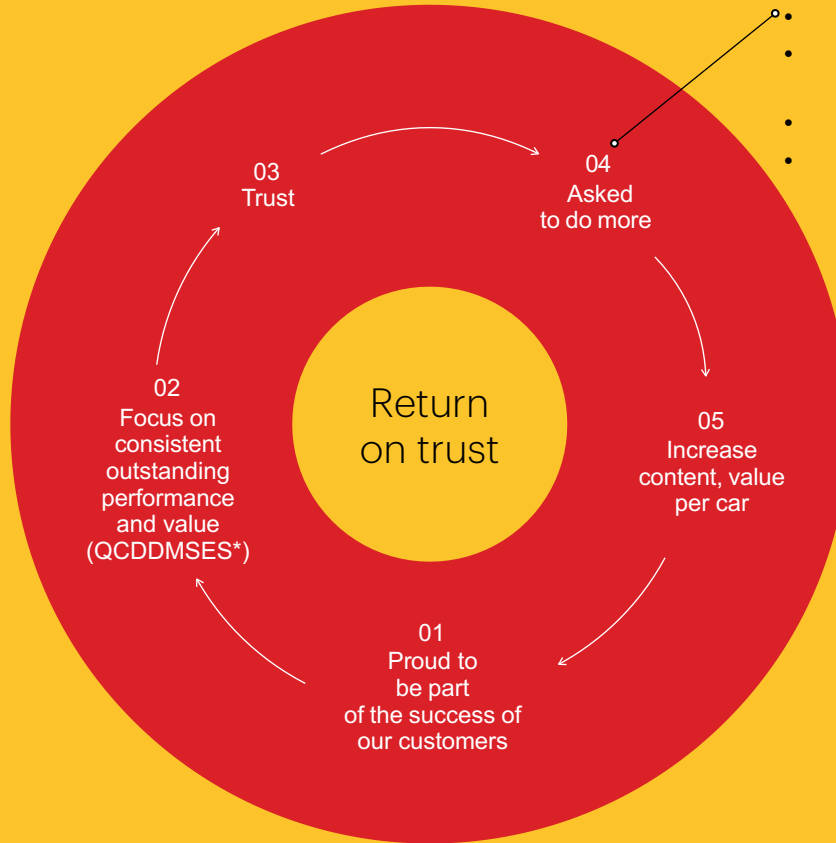 03
Trust
04
Asked
to do more
02
Focus on
consistent
outstanding
performance
and value
(QCDDMSES*)
Return
on trust
05
Increase
content, value
per car
01
Proud to
be part
of the success of
our customers